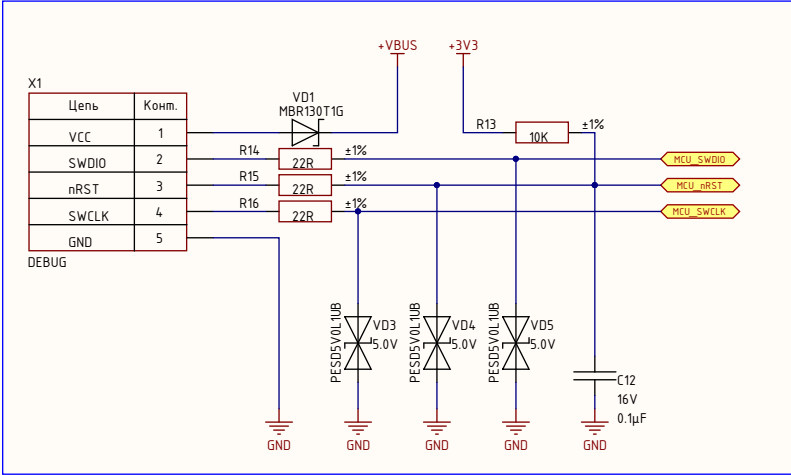 +VBUS
+3V3
X1
Цепь Конт.
VCC 1
SWDIO 2
nRST 3
SWCLK 4
GND 5
DEBUG
VD1
MBR130T1G
R13 10K ±1%
R14 22R ±1%
R15 22R ±1%
R16 22R ±1%
MCU_SWDIO
MCU_nRST
MCU_SWCLK
PESD5V0L1UB
VD3
5.0V
PESD5V0L1UB
VD4
5.0V
PESD5V0L1UB
VD5
5.0V
C12
16V
0.1µF
GND
GND
GND
GND
GND